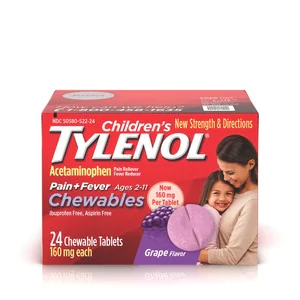 NDC 50580-522-24
Children's
New Strength & Directions
TYLENOL®
Acetaminophen
Pain Reliever
Fever Reducer
Pain+Fever Ages 2-11
Chewables
Ibuprofen Free, Aspirin Free
Now
160 mg
Per Tablet
24 Chewable Tablets
160 mg each
Grape Flavor